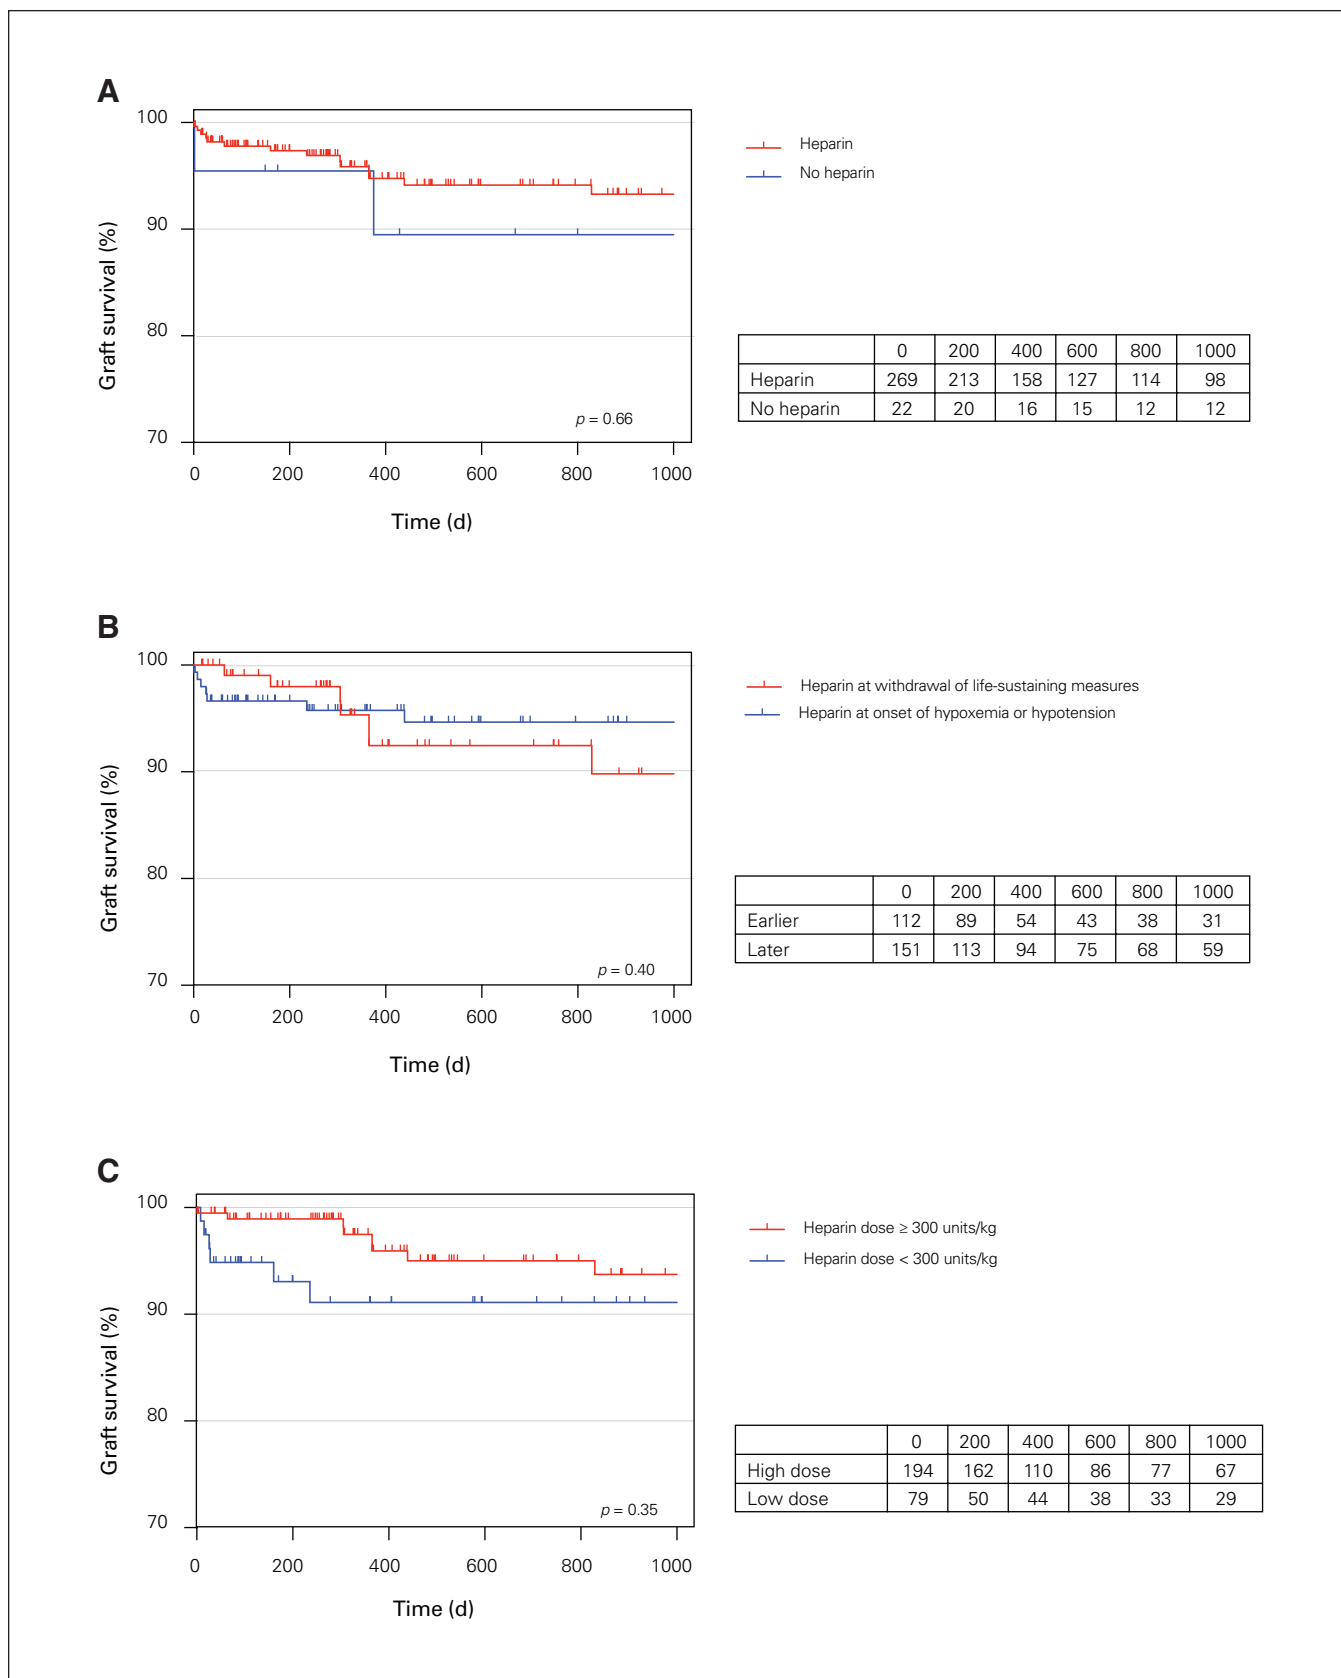 A
100
90
80
70
Graft survival (%)
p = 0.66
0 200 400 600 800 1000
Time (d)
Heparin
No heparin
0 200 400 600 800 1000
Heparin 269 213 158 127 114 98
No heparin 22 20 16 15 12 12
B
100
90
80
70
Graft survival (%)
p = 0.40
0 200 400 600 800 1000
Time (d)
Heparin at withdrawal of life-sustaining measures
Heparin at onset of hypoxemia or hypotension
0 200 400 600 800 1000
Earlier 112 89 54 43 38 31
Later 151 113 94 75 68 59
C
100
90
80
70
Graft survival (%)
p = 0.35
0 200 400 600 800 1000
Time (d)
Heparin dose ≥ 300 units/kg
Heparin dose < 300 units/kg
0 200 400 600 800 1000
High dose 194 162 110 86 77 67
Low dose 79 50 44 38 33 29